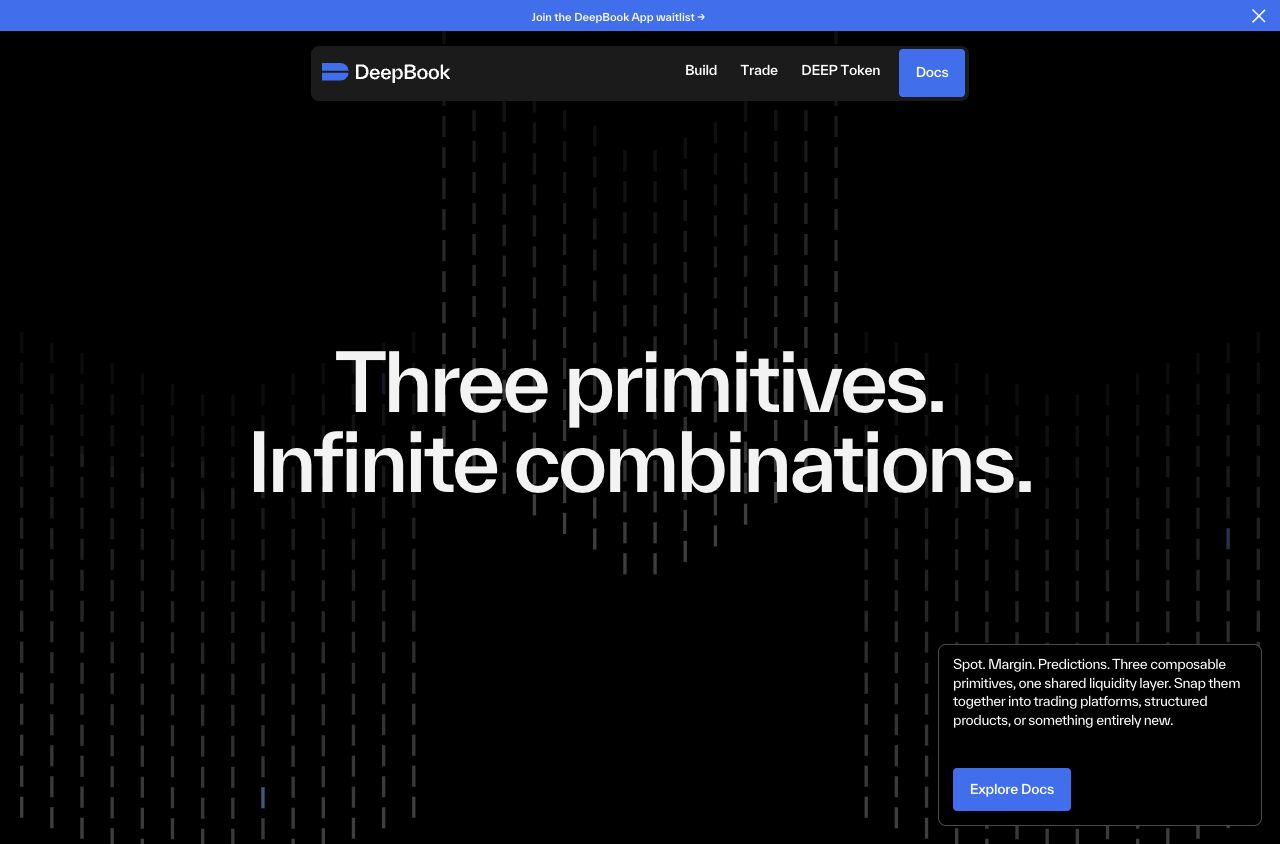 Join the DeepBook App waitlist →
DeepBook
Build
Trade
DEEP Token
Docs
Three primitives.
Infinite combinations.
Spot. Margin. Predictions. Three composable
primitives, one shared liquidity layer. Snap them
together into trading platforms, structured
products, or something entirely new.
Explore Docs